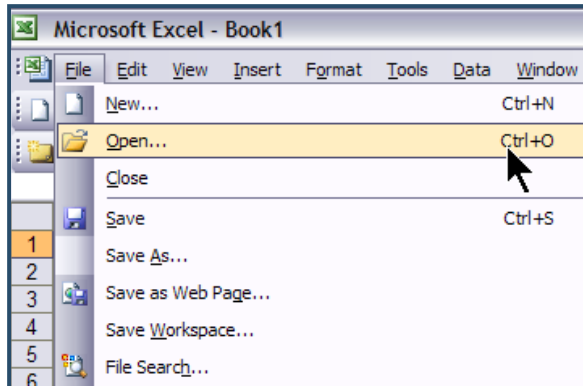 Microsoft Excel - Book1
File Edit View Insert Format Tools Data Window
New... Ctrl+N
Open... Ctrl+O
Close
Save Ctrl+S
1
Save As...
2
3 Save as Web Page...
4 Save Workspace...
5
File Search...
6